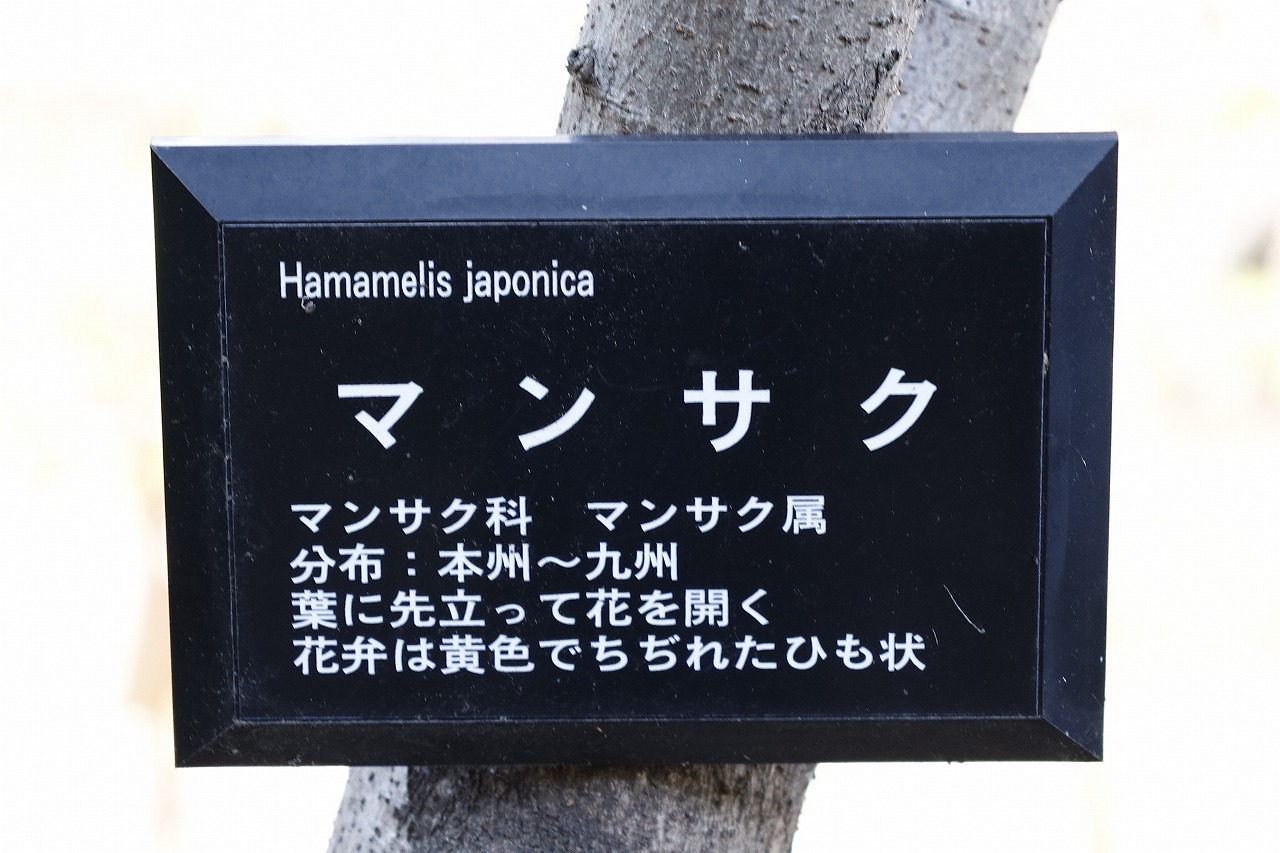 Hamamelis japonica
マンサク
マンサク科　マンサク属
分布：本州～九州
葉に先立って花を開く
花弁は黄色でちぢれたひも状